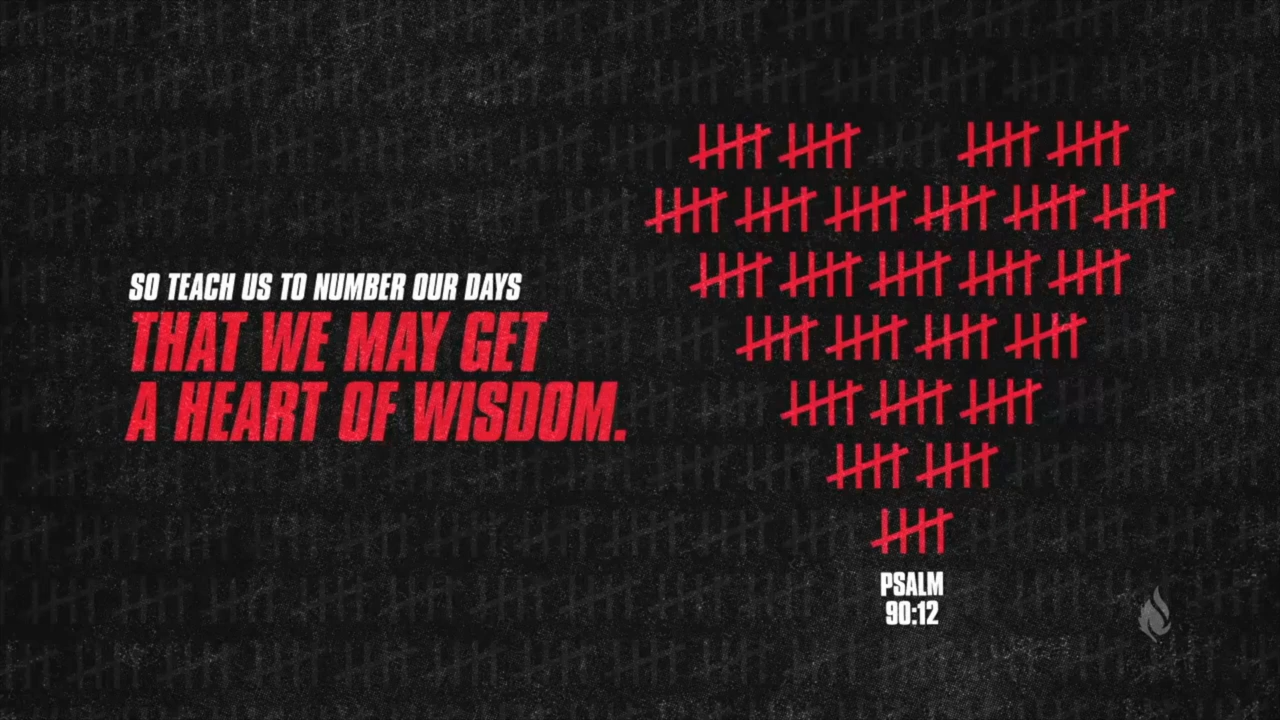 SO TEACH US TO NUMBER OUR DAYS
THAT WE MAY GET
A HEART OF WISDOM.
PSALM
90:12